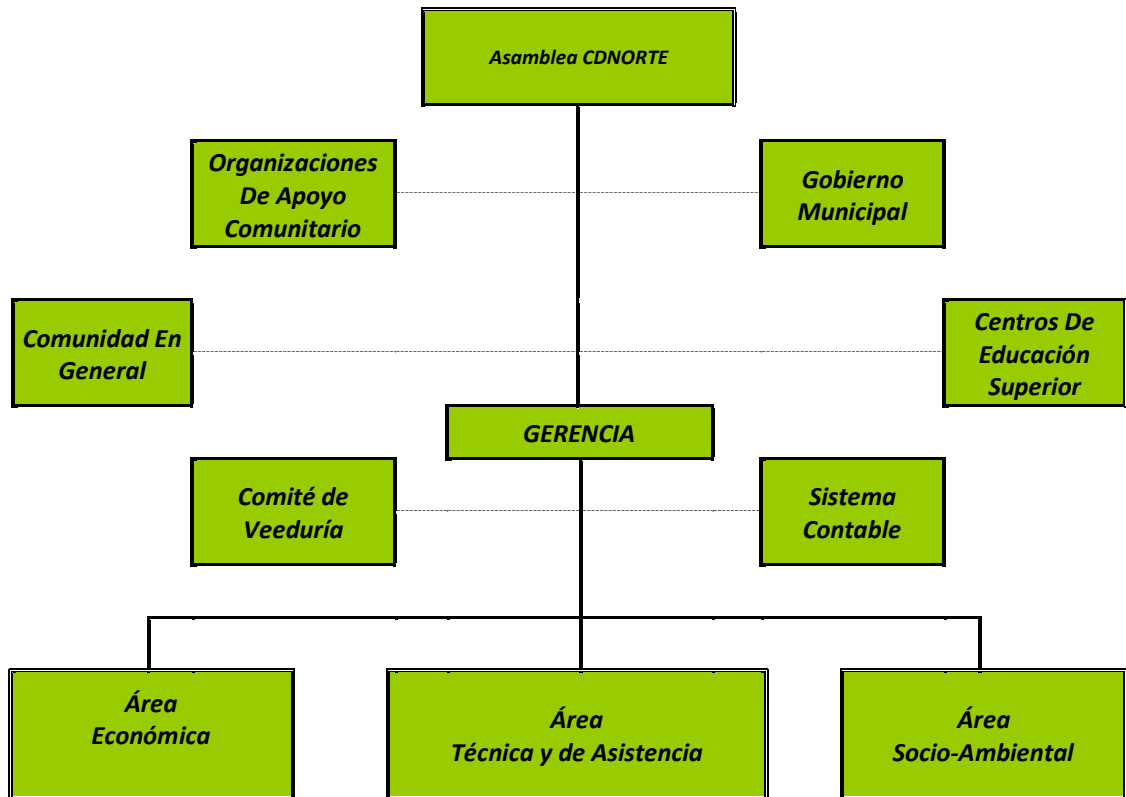 Asamblea CDNORTE
Organizaciones
De Apoyo
Comunitario
Gobierno
Municipal
Comunidad En
General
Centros De
Educación
Superior
GERENCIA
Comité de
Veeduría
Sistema
Contable
Área
Económica
Área
Técnica y de Asistencia
Área
Socio-Ambiental